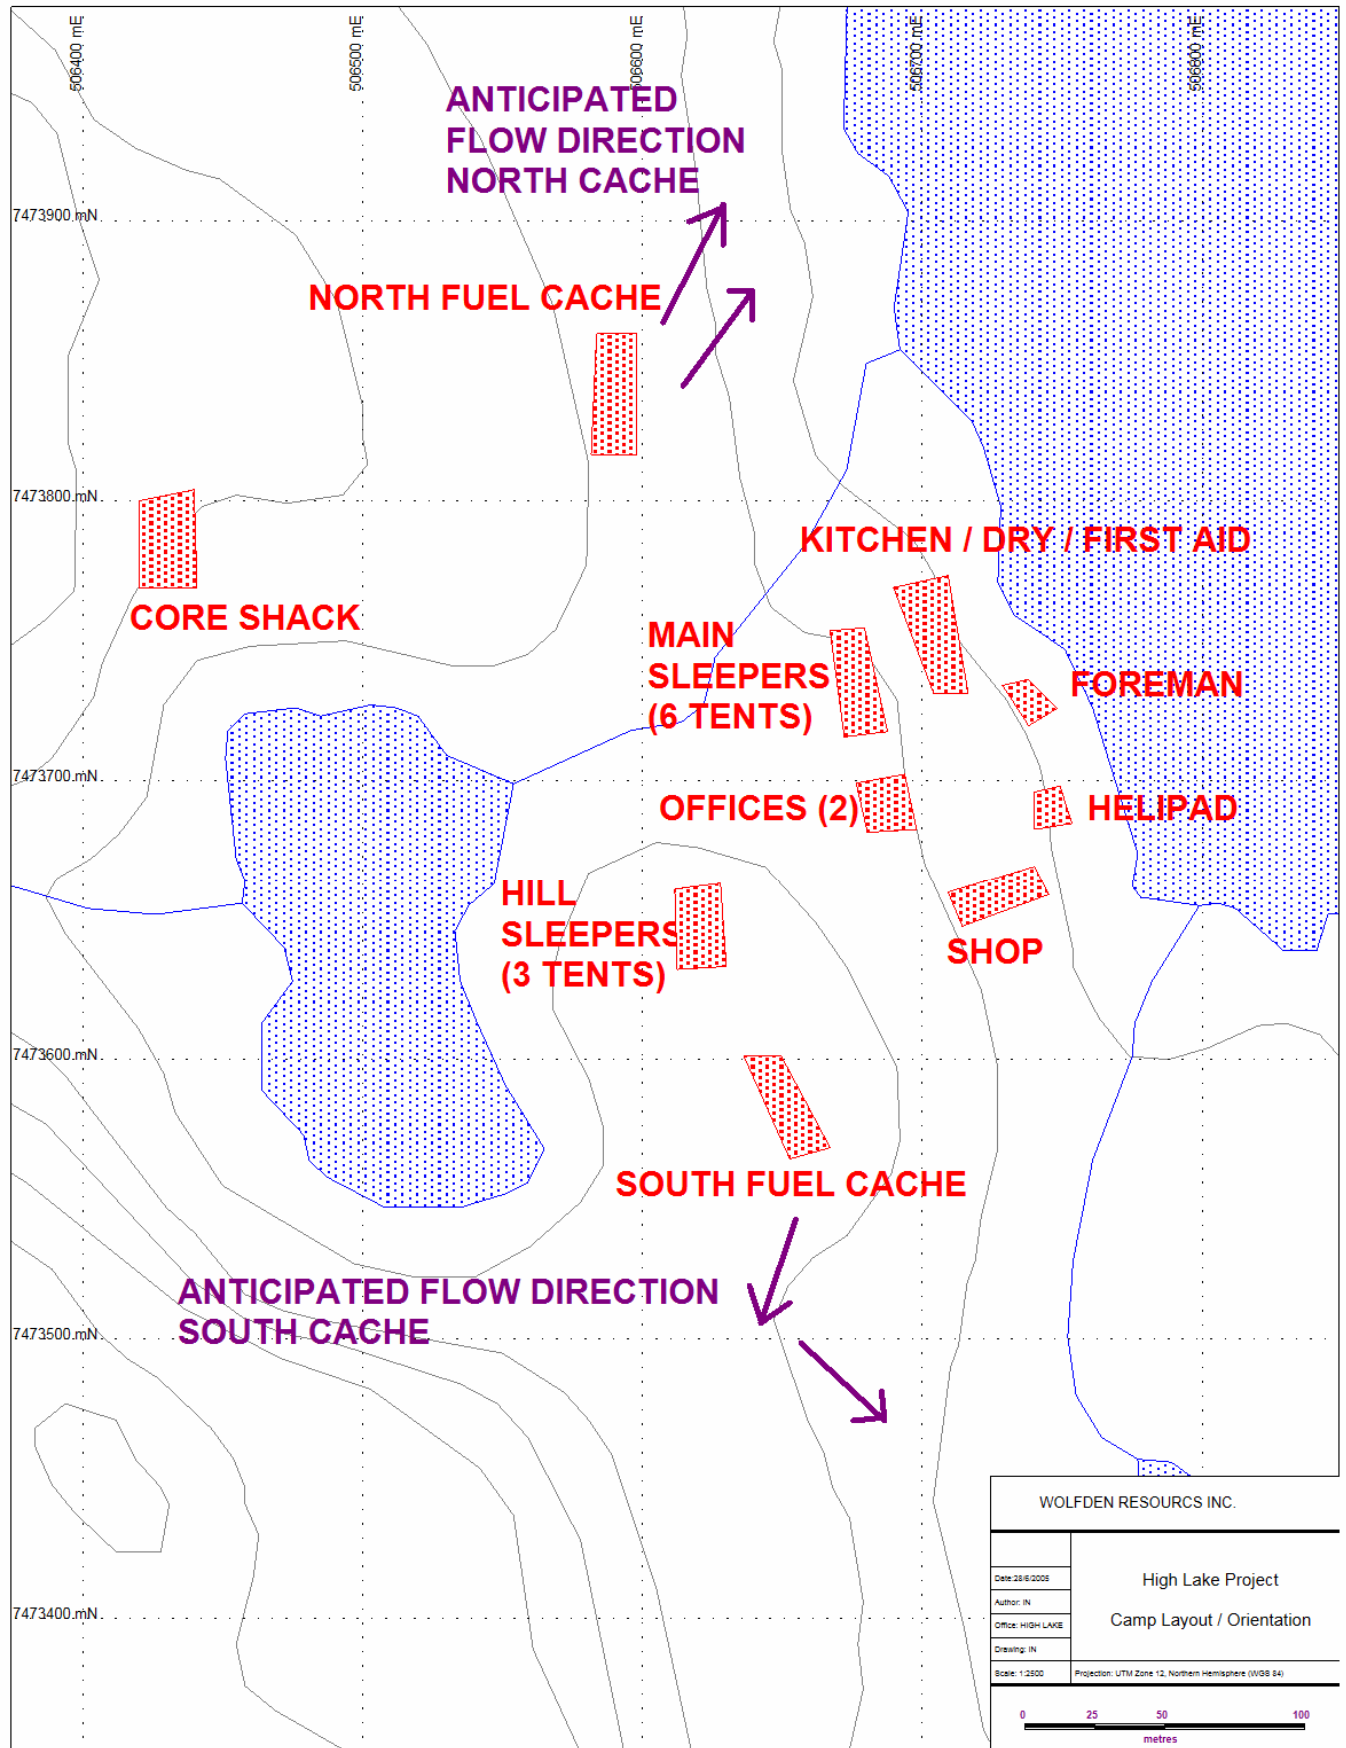 506400 mE
506500 mE
506600 mE
506700 mE
506800 mE
ANTICIPATED
FLOW DIRECTION
NORTH CACHE
7473900.mN
NORTH FUEL CACHE
7473800.mN
KITCHEN / DRY / FIRST AID
CORE SHACK
MAIN
SLEEPERS
(6 TENTS)
FOREMAN
7473700.mN
OFFICES (2)
HELIPAD
HILL
SLEEPERS
(3 TENTS)
SHOP
7473600.mN
SOUTH FUEL CACHE
ANTICIPATED FLOW DIRECTION
SOUTH CACHE
7473500.mN
7473400.mN
WOLFDEN RESOURCS INC.
Date:28/6/2005
Author: IN
Office: HIGH LAKE
Drawing: IN
Scale: 1:2500
High Lake Project
Camp Layout / Orientation
Projection: UTM Zone 12, Northern Hemisphere (WGS 84)
0 25 50 100
metres